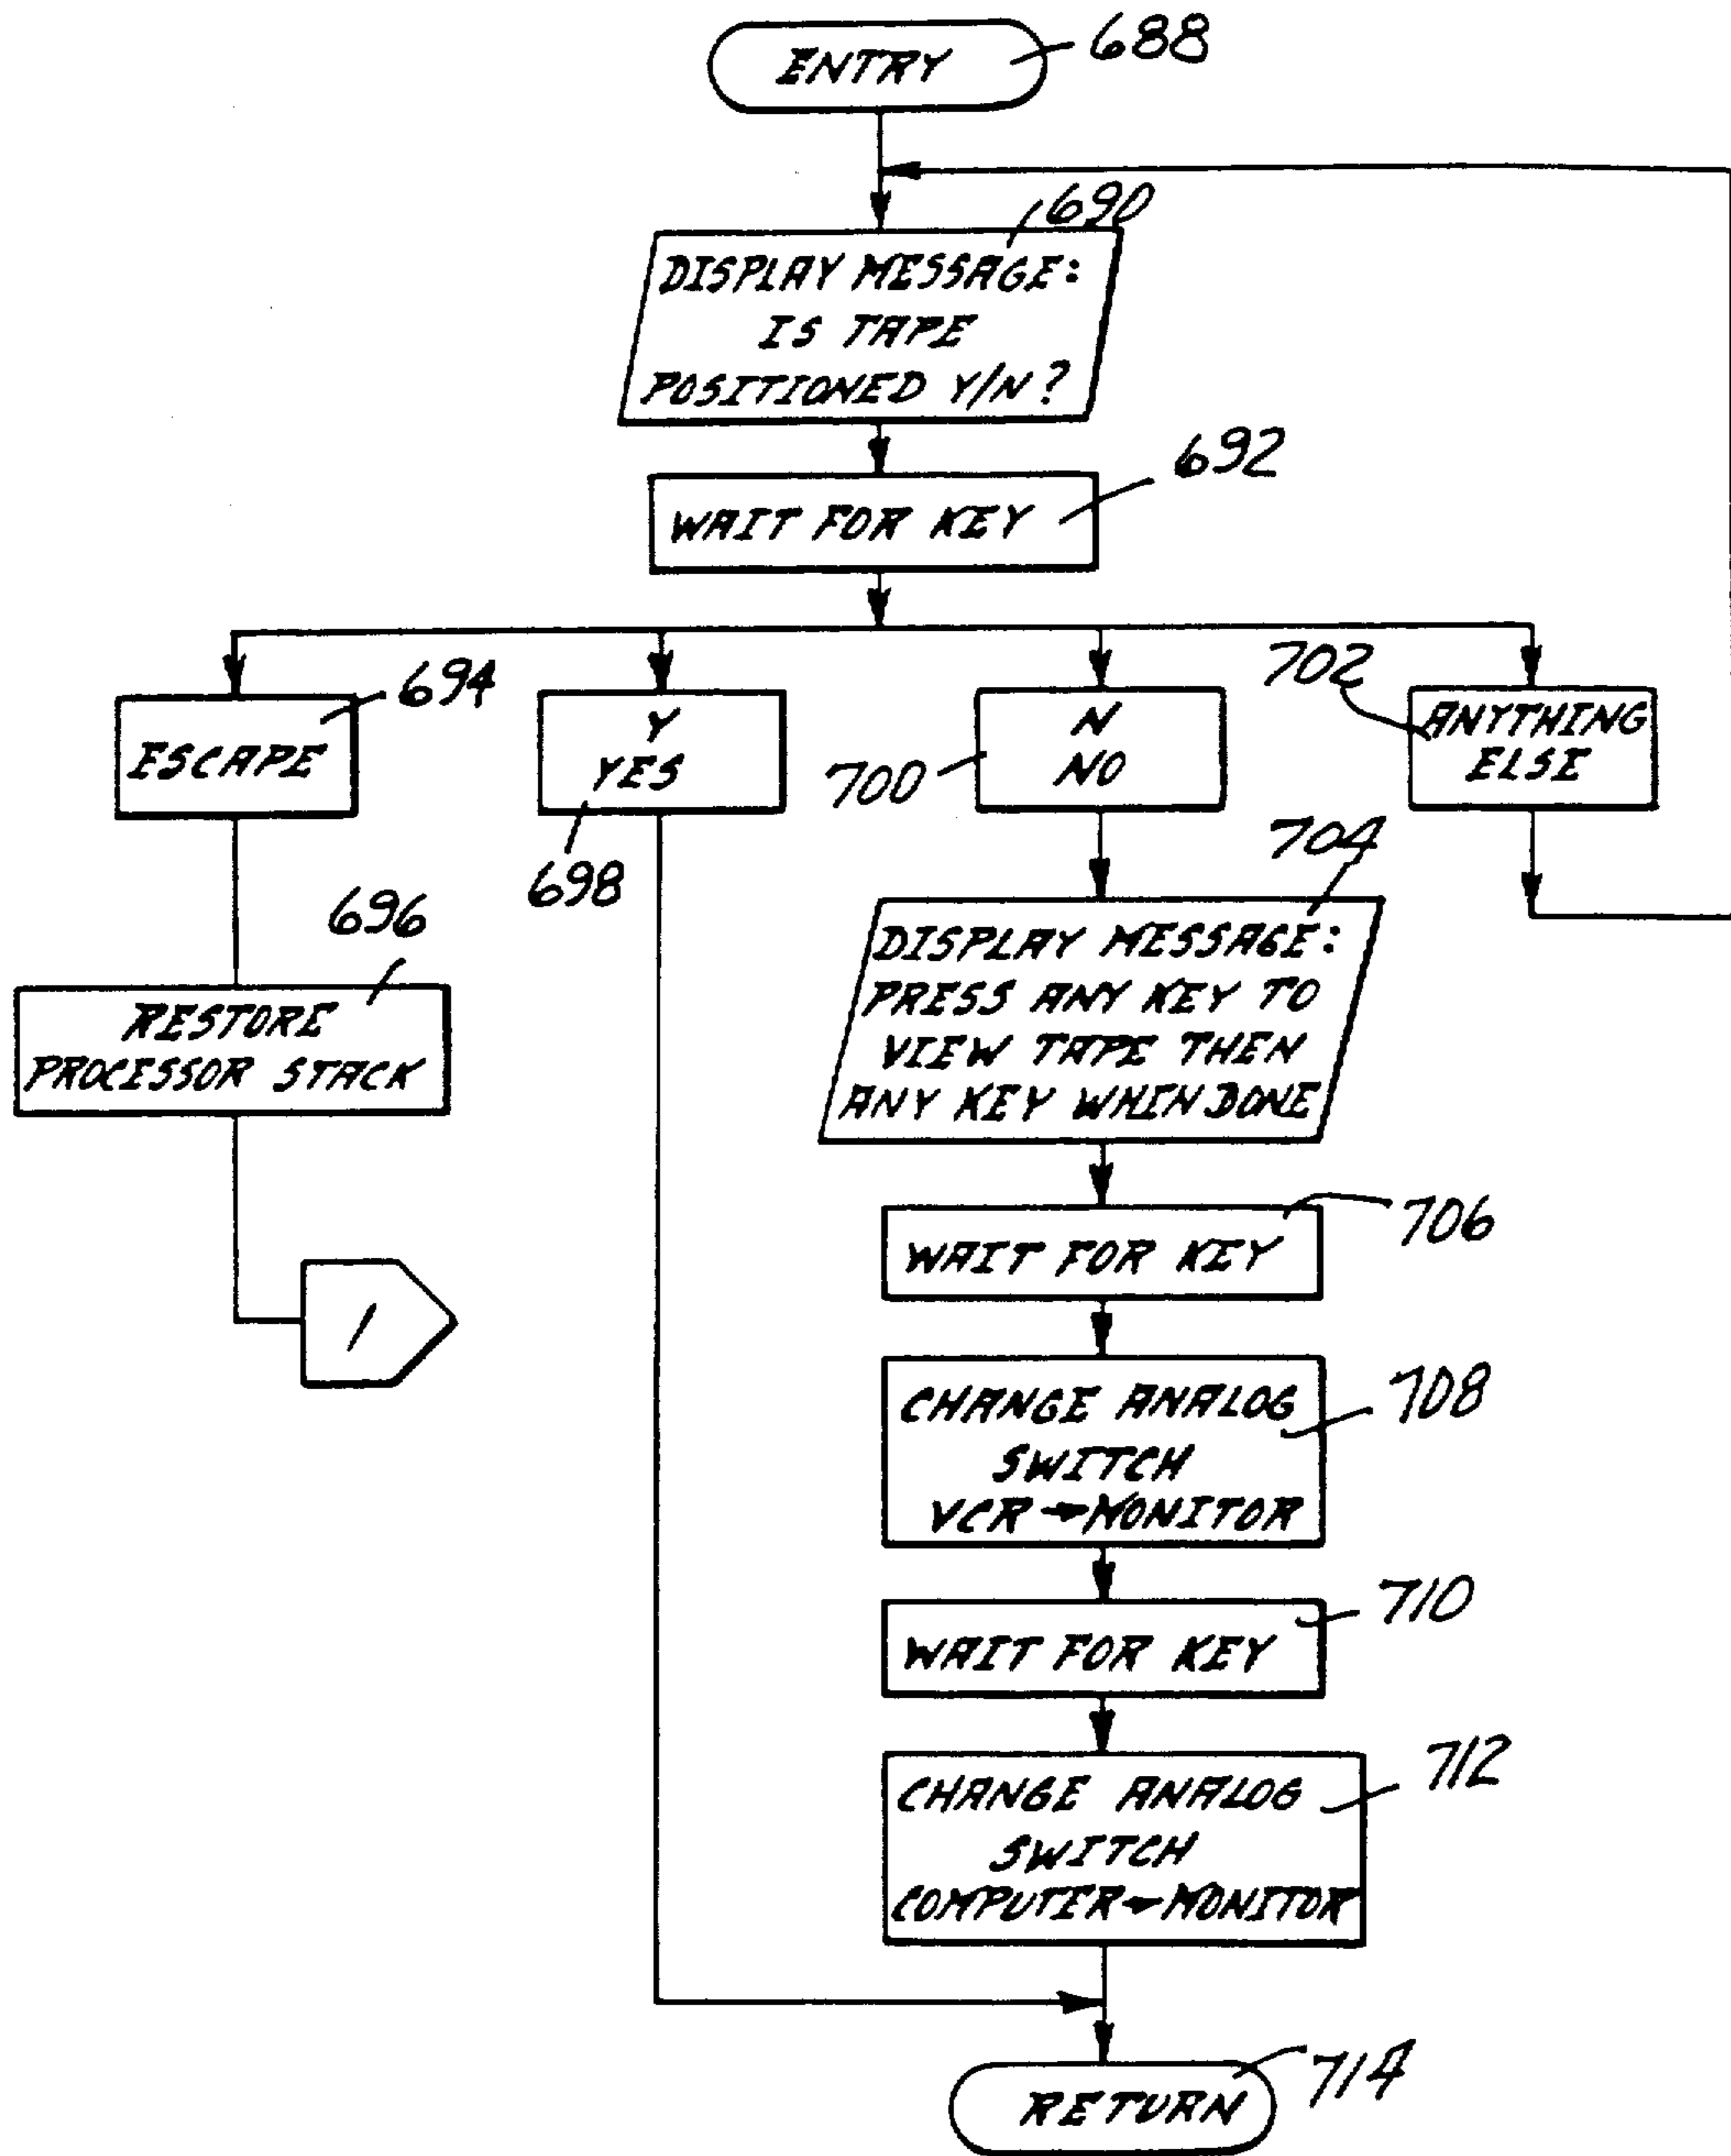 ENTRY
688
690
DISPLAY MESSAGE:
IS TAPE
POSITIONED Y/N?
692
WAIT FOR KEY
694
ESCAPE
Y
YES
698
N
NO
700
702
ANYTHING
ELSE
696
RESTORE
PROCESSOR STACK
1
704
DISPLAY MESSAGE:
PRESS ANY KEY TO
VIEW TAPE THEN
ANY KEY WHEN DONE
706
WAIT FOR KEY
708
CHANGE ANALOG
SWITCH
VCR→MONITOR
710
WAIT FOR KEY
712
CHANGE ANALOG
SWITCH
COMPUTER→MONITOR
714
RETURN